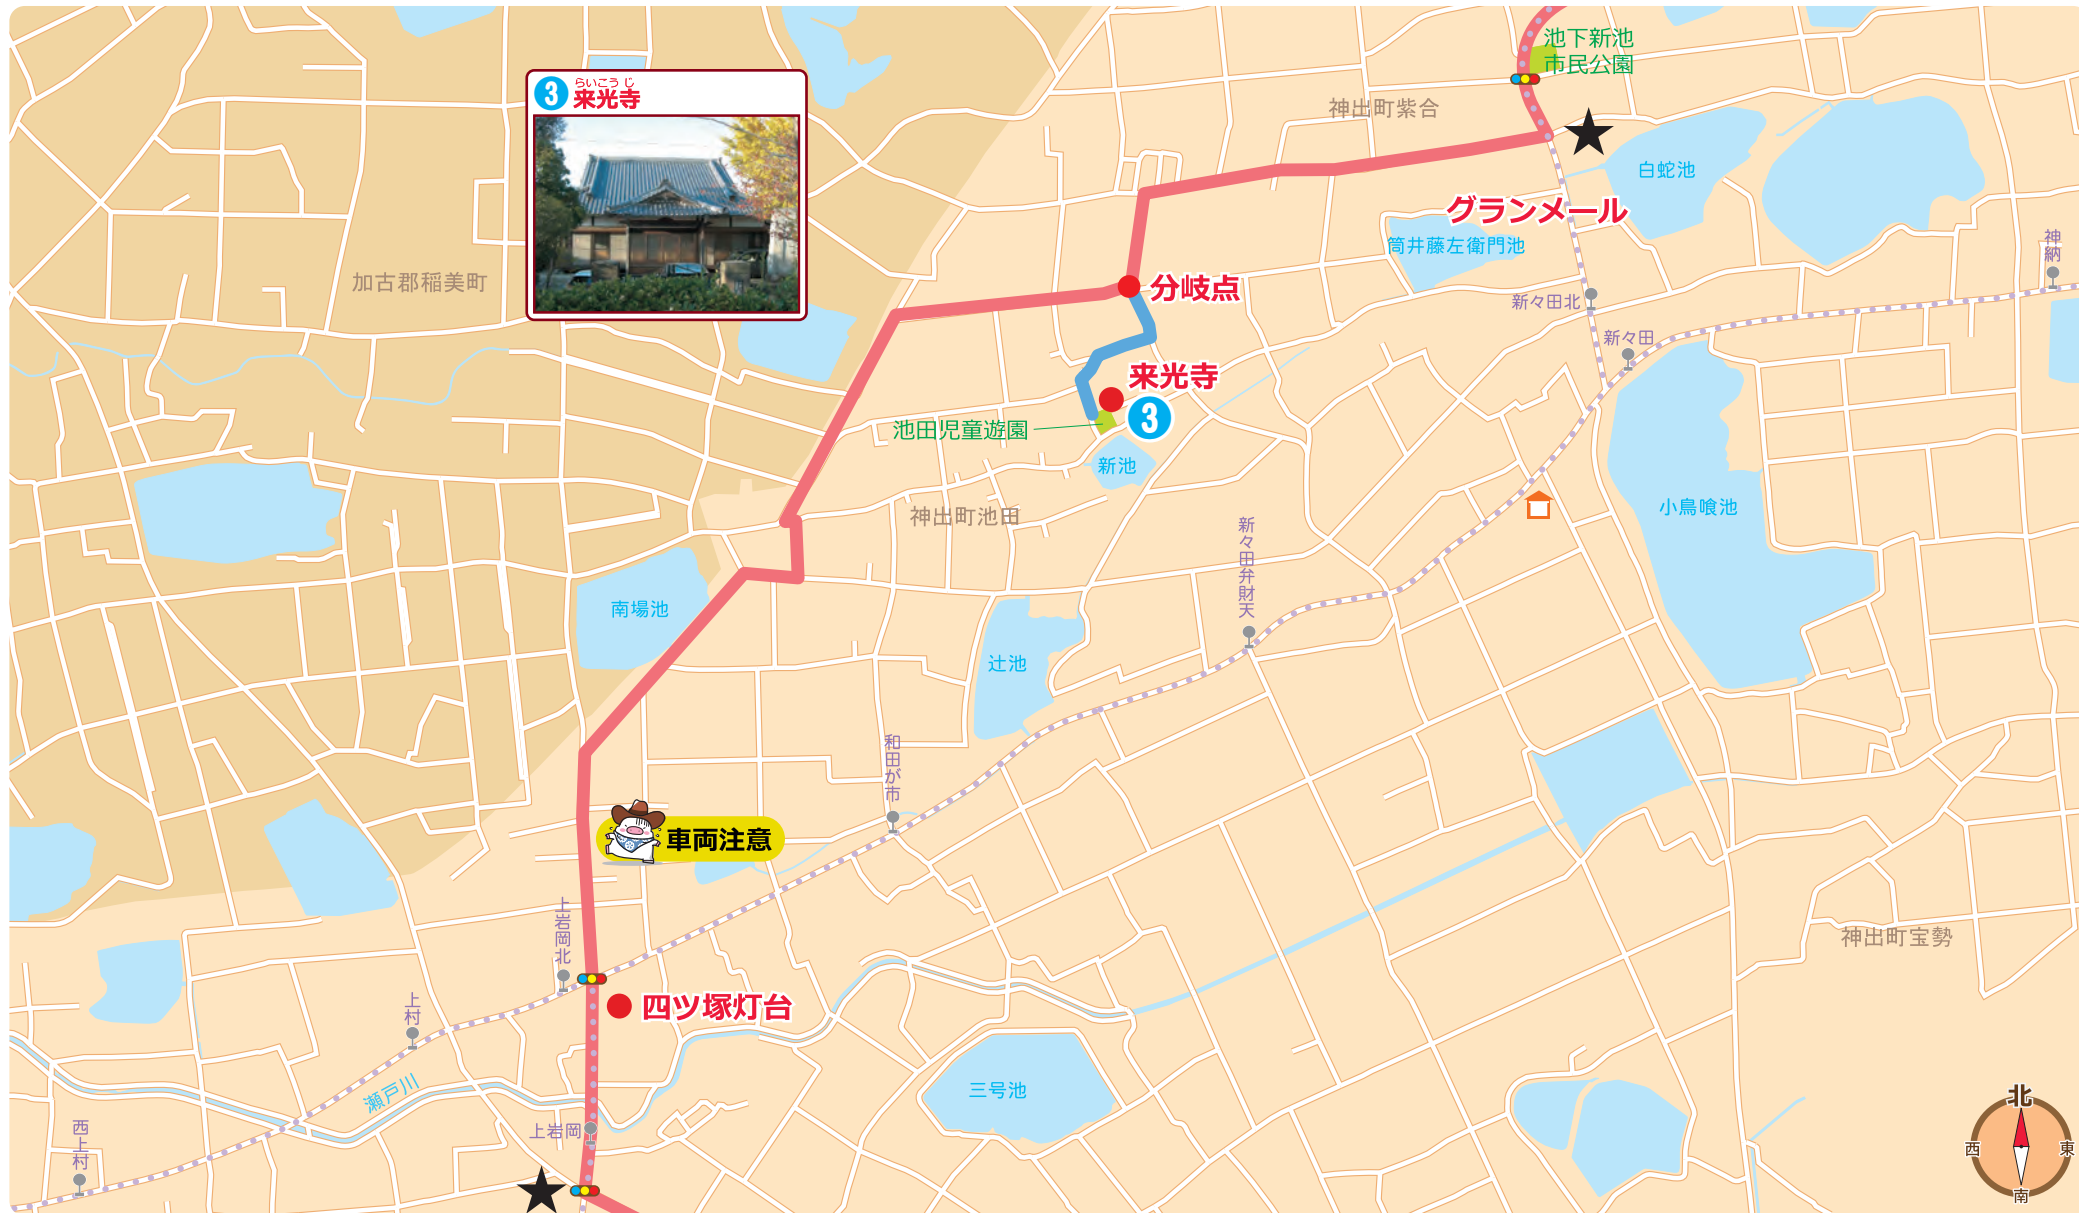 池下新池
市民公園
らいこうじ
3 来光寺
神出町紫合
白蛇池
グランメール
筒井藤左衛門池
神納
加古郡稲美町
分岐点
新々田北
新々田
来光寺
3
池田児童遊園
新池
小鳥喰池
神出町池田
新々田弁財天
南場池
辻池
和田が市
車両注意
上岩岡北
神出町宝勢
上村
四ツ塚灯台
瀬戸川
三号池
西上村
上岩岡
北
西
東
南